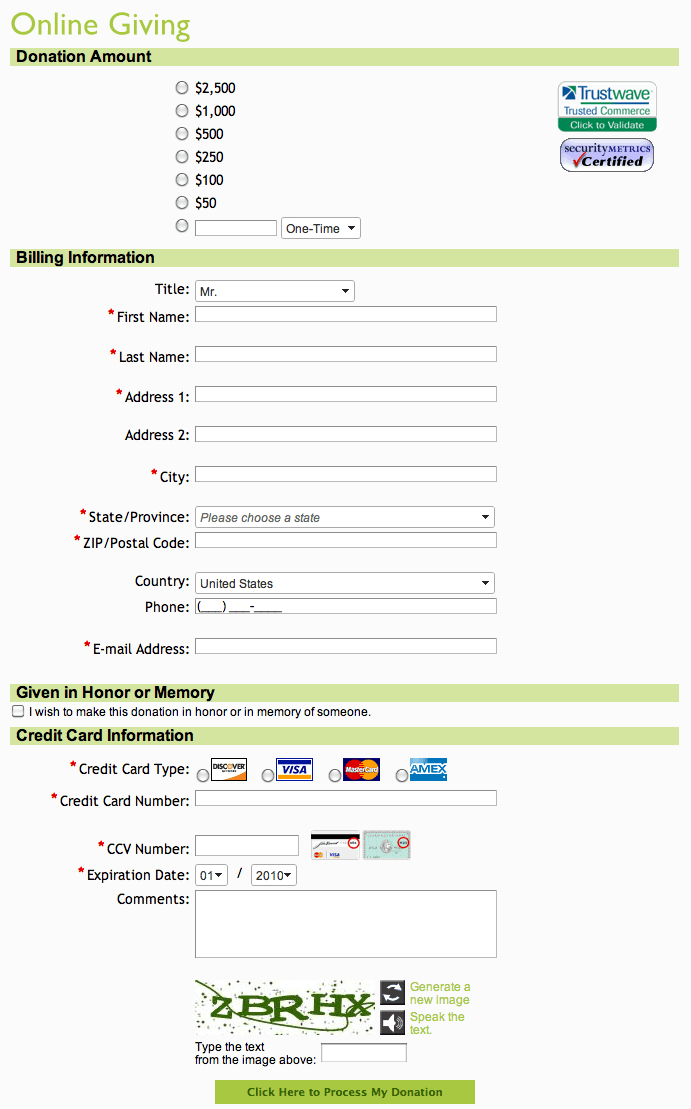 Online Giving
Donation Amount
$2,500
$1,000
$500
$250
$100
$50
One-Time
Trustwave
Trusted Commerce
Click to Validate
securityMETRICS
Certified
Billing Information
Title: Mr.
*First Name:
*Last Name:
*Address 1:
Address 2:
*City:
*State/Province: Please choose a state
*ZIP/Postal Code:
Country: United States
Phone: (___) ___-____
*E-mail Address:
Given in Honor or Memory
I wish to make this donation in honor or in memory of someone.
Credit Card Information
*Credit Card Type: DISCOVER NETWORK VISA MasterCard AMEX
*Credit Card Number:
*CCV Number:
*Expiration Date: 01 / 2010
Comments:
ZBRHX
Generate a
new image
Speak the
text.
Type the text
from the image above:
Click Here to Process My Donation